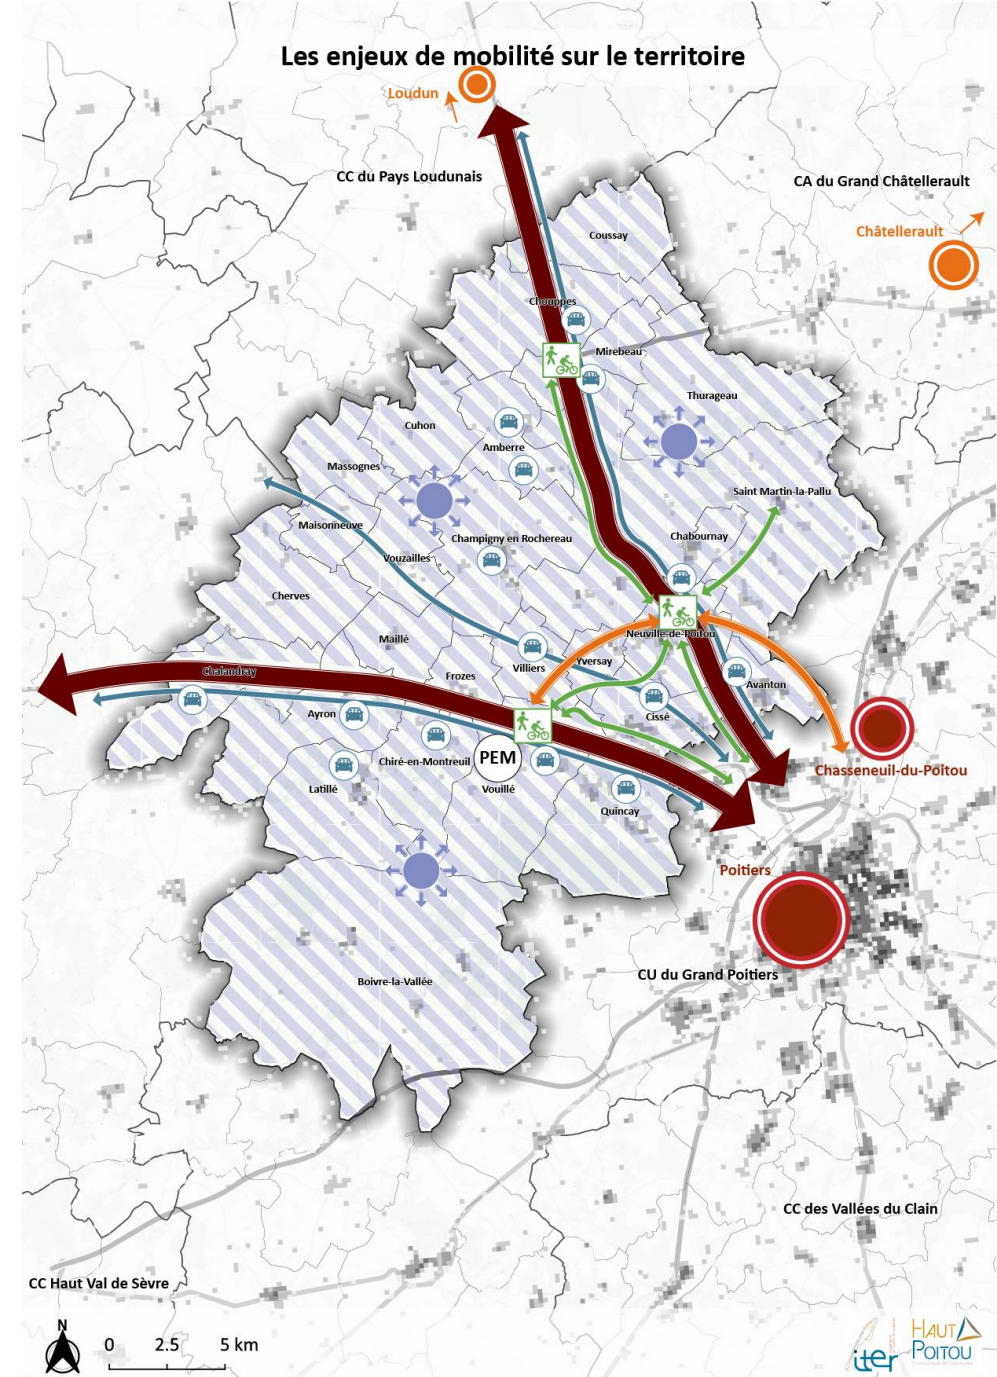 Les enjeux de mobilité sur le territoire
Loudun
CC du Pays Loudunais
CA du Grand Châtellerault
Coussay
Châtellerault
Chouppes
Mirebeau
Thurageau
Cuhon
Amberre
Massognes
Saint Martin-la-Pallu
Maisonneuve
Champigny en Rochereau
Chabournay
Vouzailles
Cherves
Maillé
Neuville-de-Poitou
Villiers
Yversay
Chalandray
Frozes
Avanton
Ayron
Cissé
Chiré-en-Montreuil
PEM
Chasseneuil-du-Poitou
Latillé
Vouillé
Quincay
Poitiers
Boivre-la-Vallée
CU du Grand Poitiers
CC des Vallées du Clain
CC Haut Val de Sèvre
N
0 2.5 5 km
iter
HAUT
POITOU